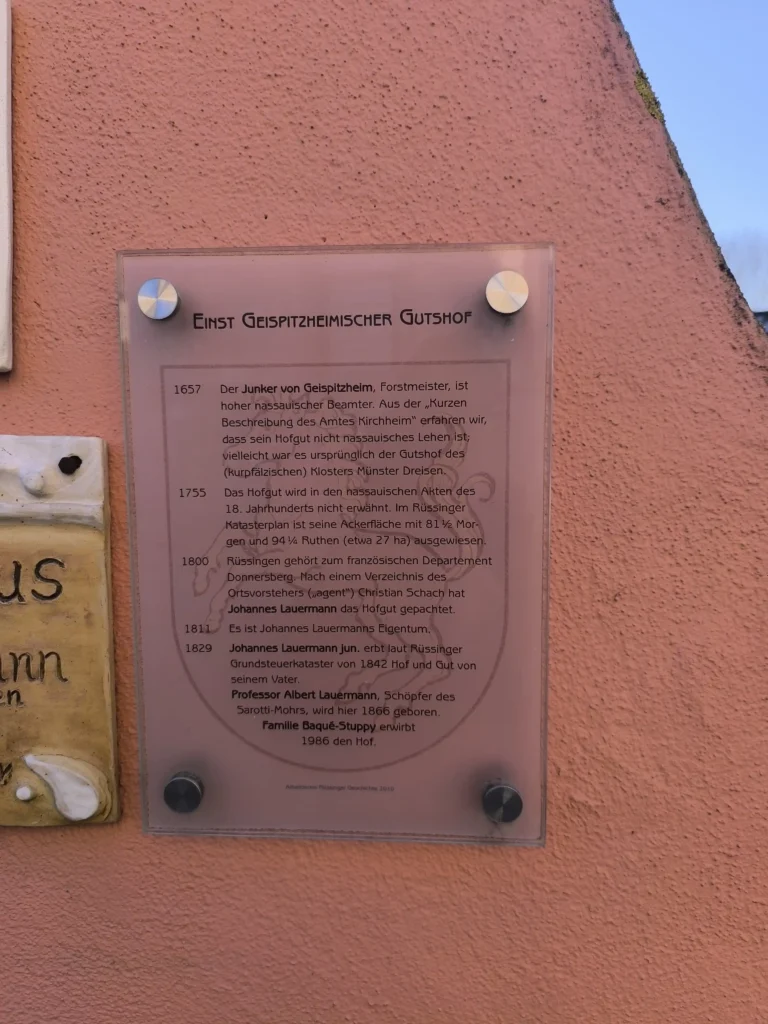 EINST GEISPITZHEIMISCHER GUTSHOF
1657 Der Junker von Geispitzheim, Forstmeister, ist
hoher nassauischer Beamter. Aus der „Kurzen
Beschreibung des Amtes Kirchheim“ erfahren wir,
dass sein Hofgut nicht nassauisches Lehen ist;
vielleicht war es ursprünglich der Gutshof des
(kurpfälzischen) Klosters Münster Dreisen.
1755 Das Hofgut wird in den nassauischen Akten des
18. Jahrhunderts nicht erwähnt. Im Rüssinger
Katasterplan ist seine Ackerfläche mit 81 ½ Mor-
gen und 94 ¼ Ruthen (etwa 27 ha) ausgewiesen.
1800 Rüssingen gehört zum französischen Departement
Donnersberg. Nach einem Verzeichnis des
Ortsvorstehers („agent“) Christian Schach hat
Johannes Lauermann das Hofgut gepachtet.
1811 Es ist Johannes Lauermanns Eigentum.
1829 Johannes Lauermann jun. erbt laut Rüssinger
Grundsteuerkataster von 1842 Hof und Gut von
seinem Vater.
Professor Albert Lauermann, Schöpfer des
Sarotti-Mohrs, wird hier 1866 geboren.
Familie Baqué-Stuppy erwirbt
1986 den Hof.
us
ann
en